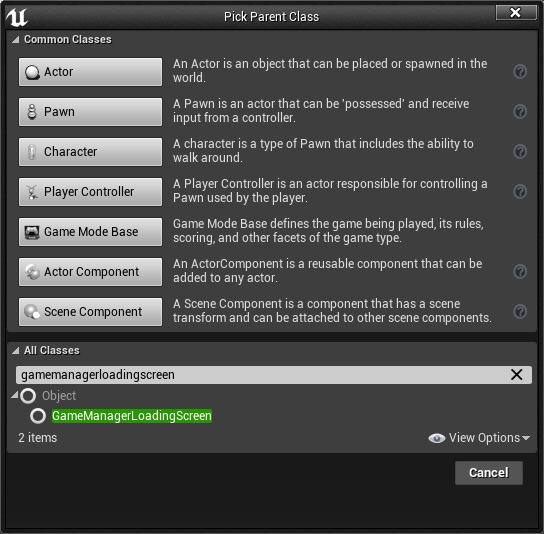 Pick Parent Class
Common Classes
Actor
An Actor is an object that can be placed or spawned in the
world.
Pawn
A Pawn is an actor that can be 'possessed' and receive
input from a controller.
Character
A character is a type of Pawn that includes the ability to
walk around.
Player Controller
A Player Controller is an actor responsible for controlling a
Pawn used by the player.
Game Mode Base
Game Mode Base defines the game being played, its rules,
scoring, and other facets of the game type.
Actor Component
An ActorComponent is a reusable component that can be
added to any actor.
Scene Component
A Scene Component is a component that has a scene
transform and can be attached to other scene components.
All Classes
gamemanagerloadingscreen
Object
GameManagerLoadingScreen
2 items
View Options
Cancel